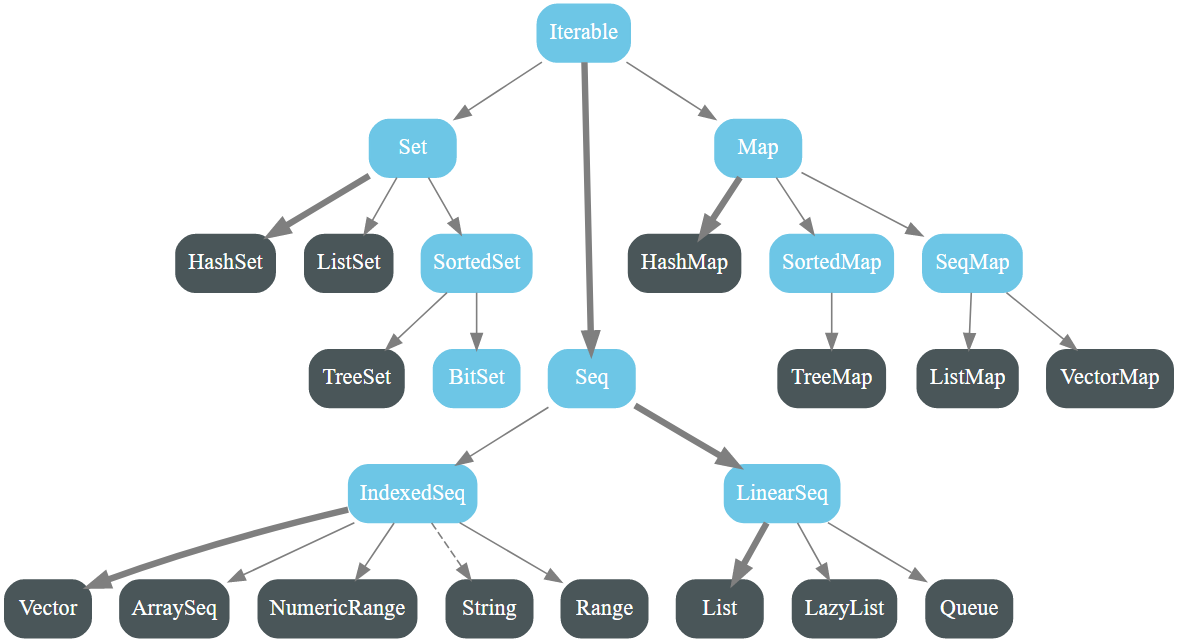 Iterable
Set
Map
HashSet
ListSet
SortedSet
HashMap
SortedMap
SeqMap
TreeSet
BitSet
Seq
TreeMap
ListMap
VectorMap
IndexedSeq
LinearSeq
Vector
ArraySeq
NumericRange
String
Range
List
LazyList
Queue